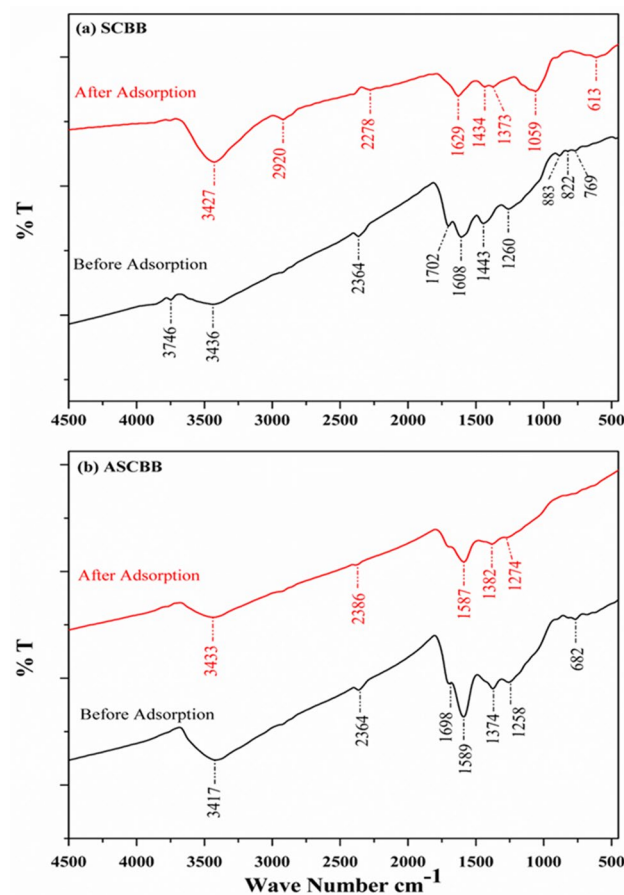 (a) SCBB
After Adsorption
3427
2920
2278
1629
1434
1373
1059
613
% T
Before Adsorption
3746
3436
2364
1702
1608
1443
1260
883
822
769
4500 4000 3500 3000 2500 2000 1500 1000 500
(b) ASCBB
After Adsorption
3433
2386
1587
1382
1274
% T
Before Adsorption
3417
2364
1698
1589
1374
1258
682
4500 4000 3500 3000 2500 2000 1500 1000 500
Wave Number cm-1